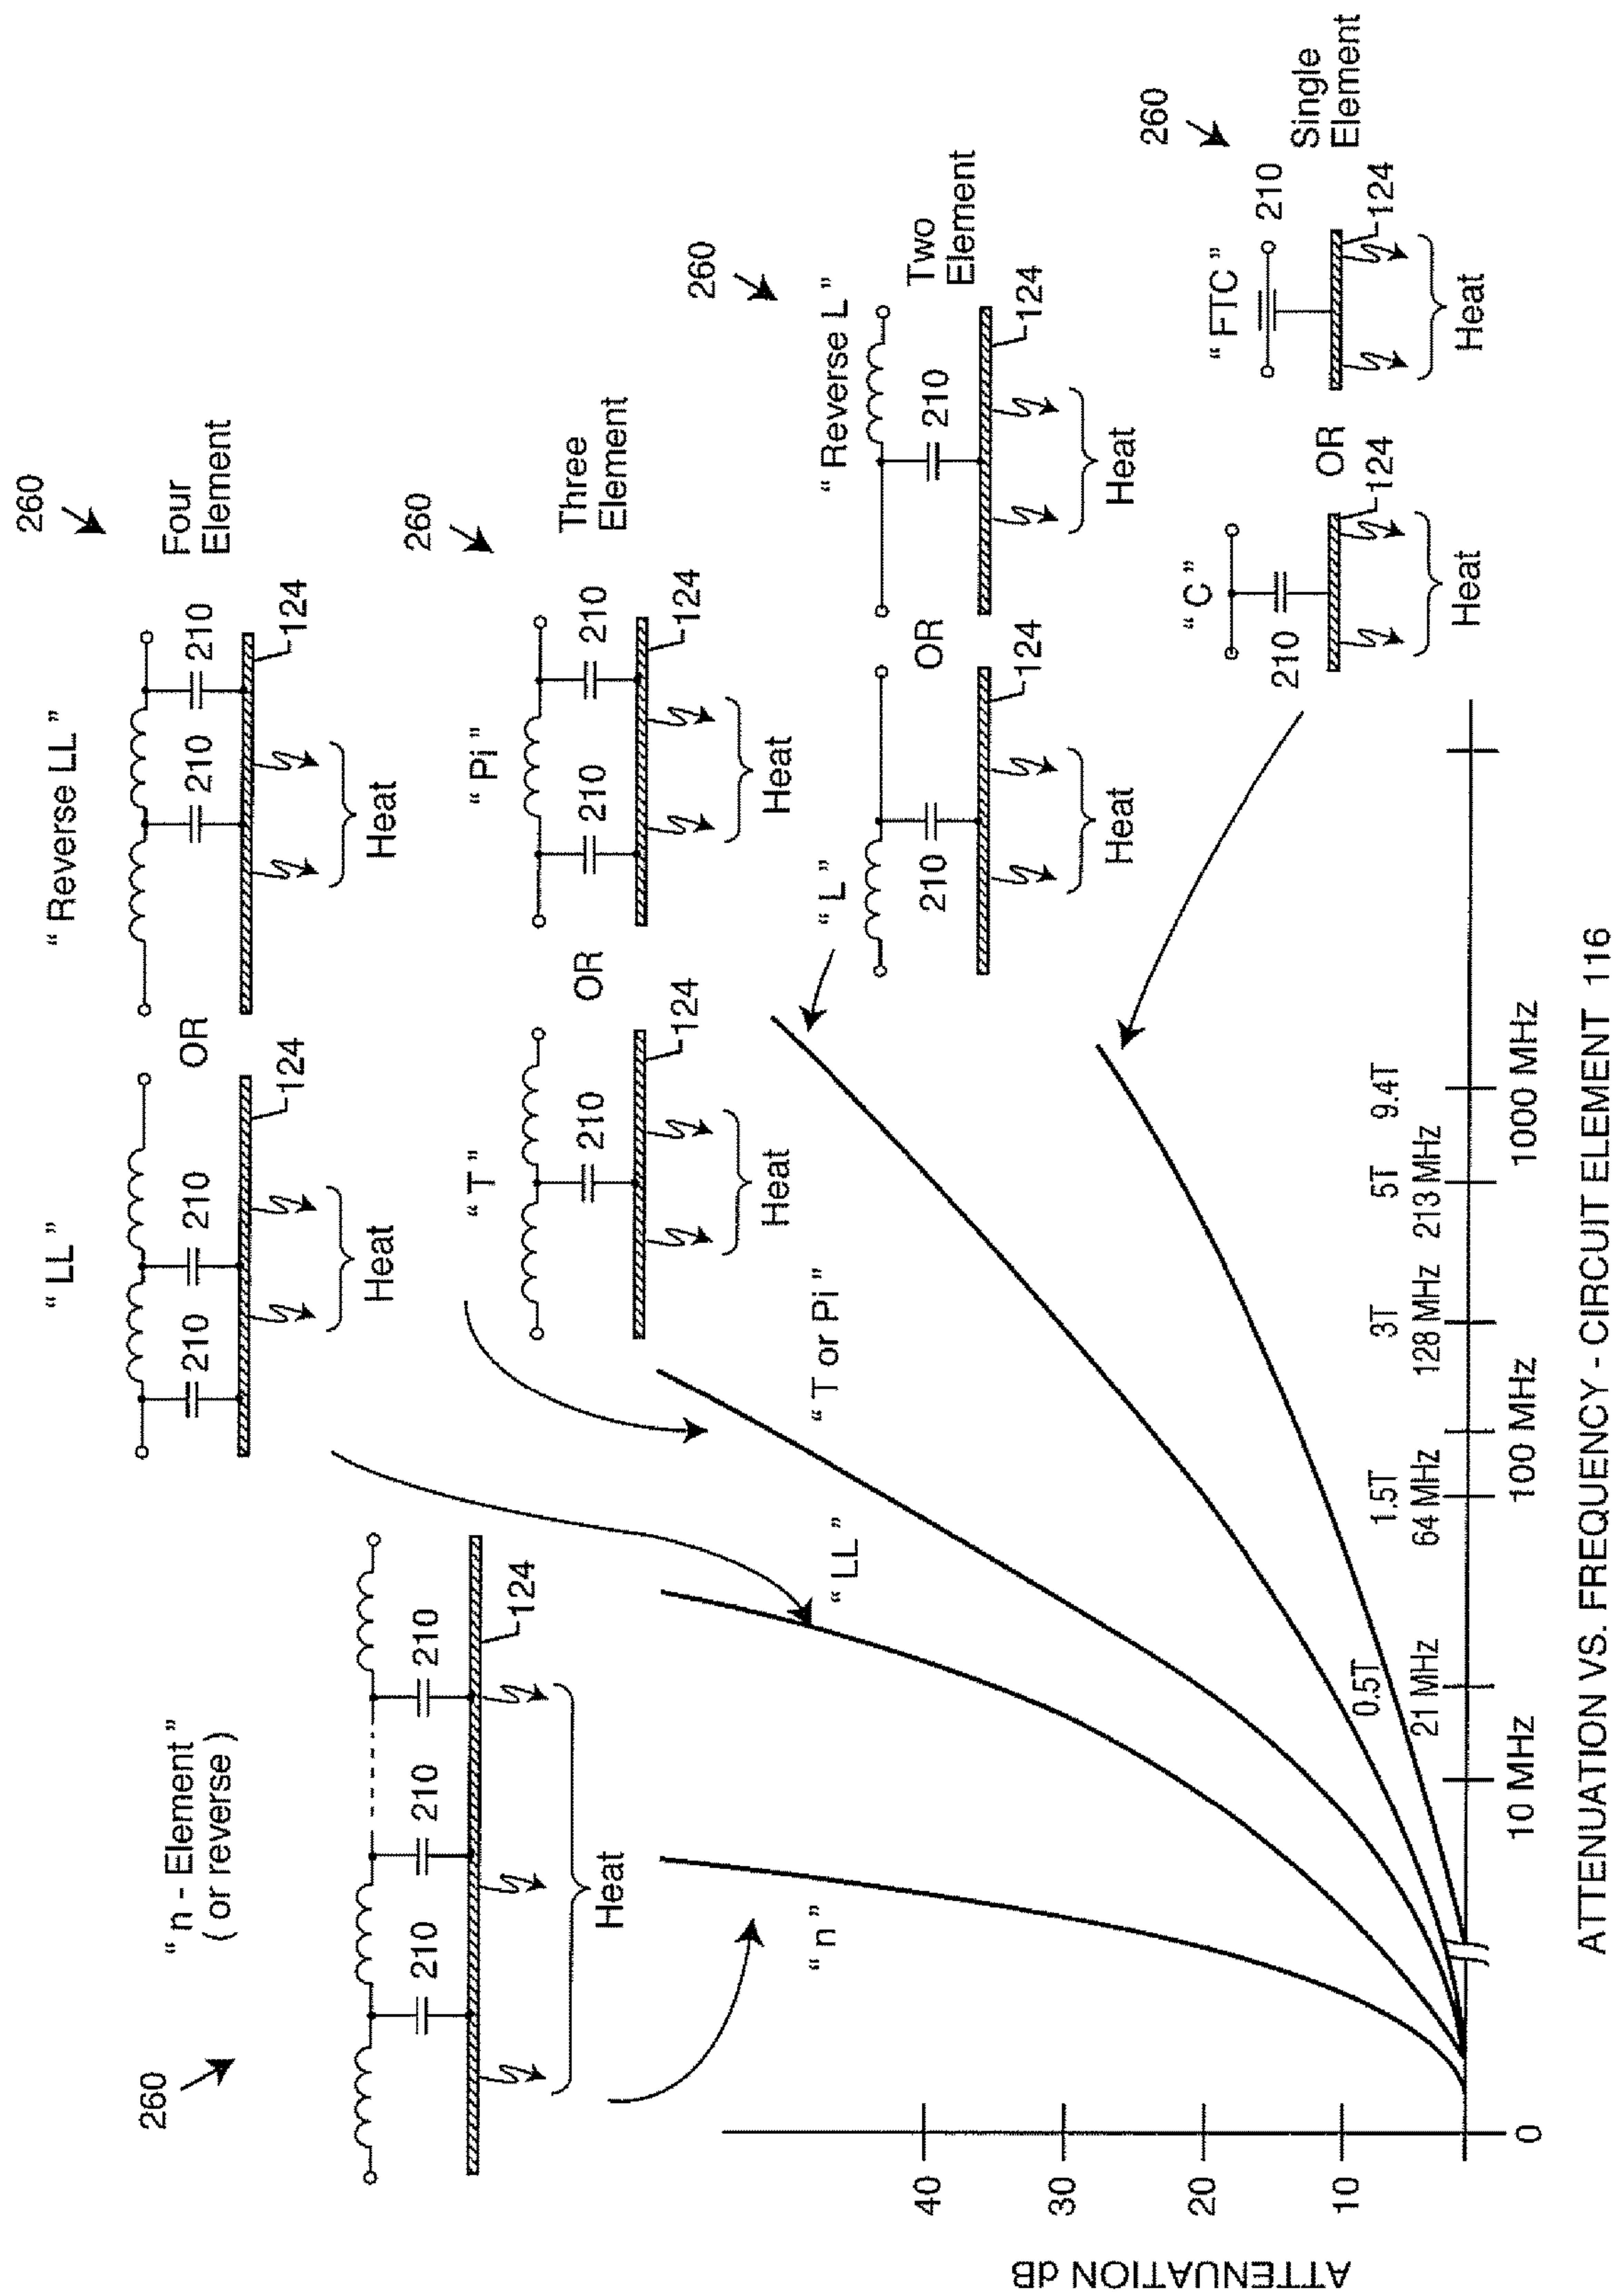 260
“ n - Element”
( or reverse )
210
210
210
124
Heat
“ LL ”
210
210
124
Heat
OR
“ Reverse LL ”
210
210
124
Heat
260
Four
Element
“ T ”
210
124
Heat
OR
“ Pi ”
210
210
124
Heat
260
Three
Element
“ L ”
210
124
Heat
OR
“ Reverse L ”
210
124
Heat
260
Two
Element
“ C ”
210
124
Heat
OR
“ FTC ”
210
124
Heat
260
Single
Element
“ n ”
“ LL ”
“ T or Pi ”
ATTENUATION dB
40
30
20
10
0
0.5T
1.5T
3T
5T
9.4T
21 MHz
64 MHz
128 MHz
213 MHz
10 MHz
100 MHz
1000 MHz
ATTENUATION VS. FREQUENCY - CIRCUIT ELEMENT 116